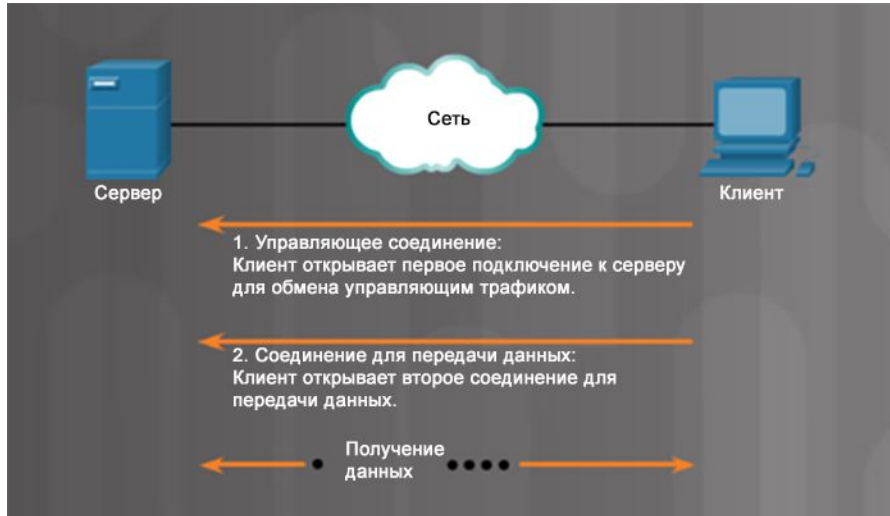 Сеть
Сервер
Клиент
1. Управляющее соединение:
Клиент открывает первое подключение к серверу
для обмена управляющим трафиком.
2. Соединение для передачи данных:
Клиент открывает второе соединение для
передачи данных.
Получение
данных